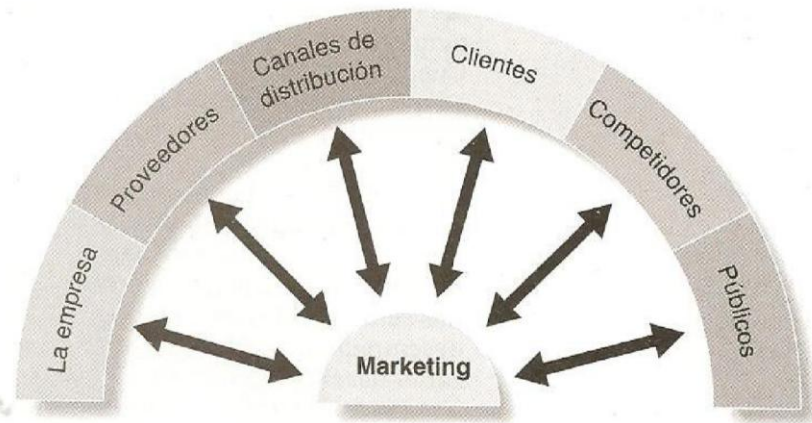 La empresa
Proveedores
Canales de
distribución
Clientes
Competidores
Públicos
Marketing